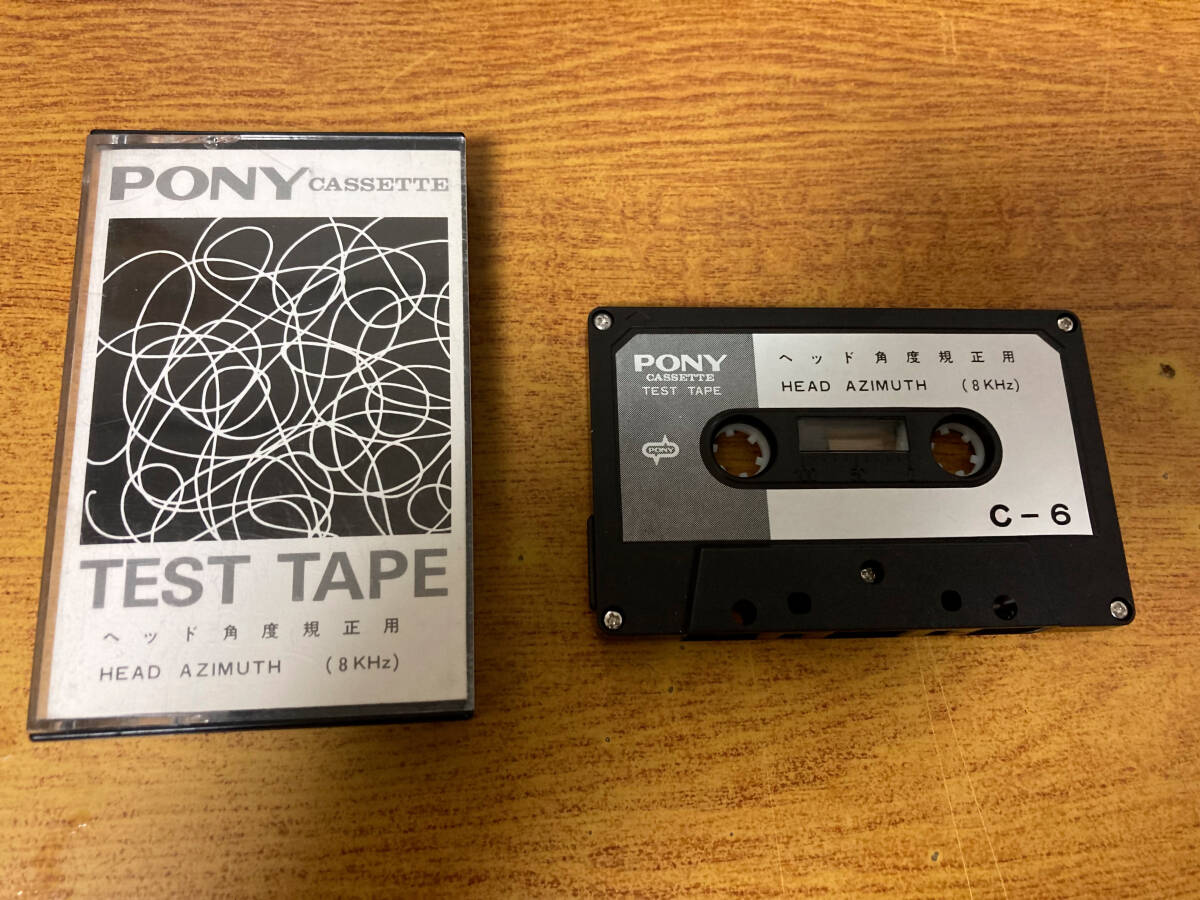 PONY CASSETTE
TEST TAPE
ヘッド角度規正用
HEAD AZIMUTH (8KHz)
PONY
CASSETTE
TEST TAPE
PONY
ヘッド角度規正用
HEAD AZIMUTH (8KHz)
C-6